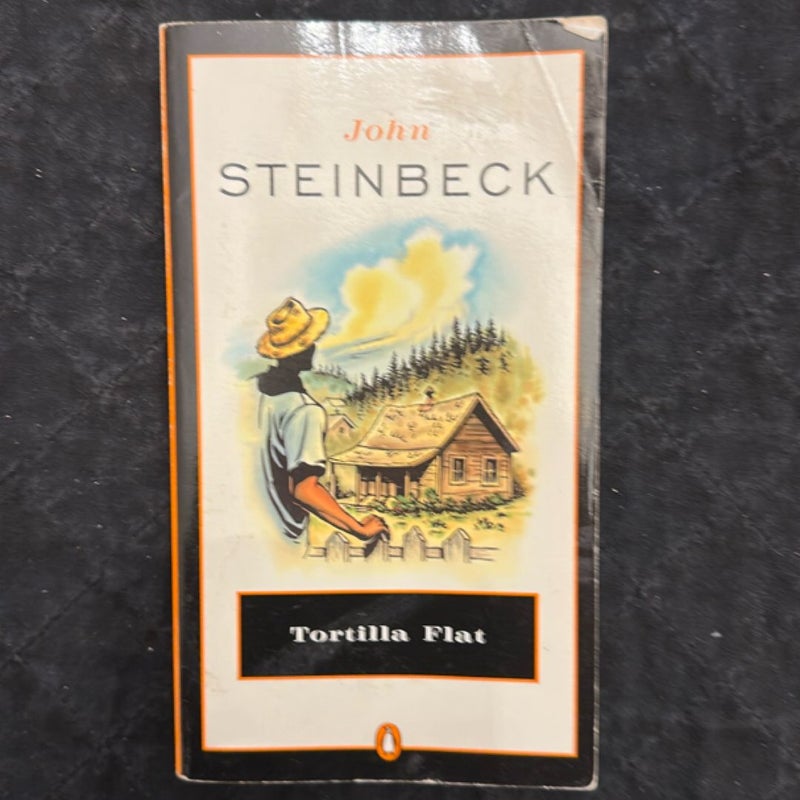 John
STEINBECK
Tortilla Flat